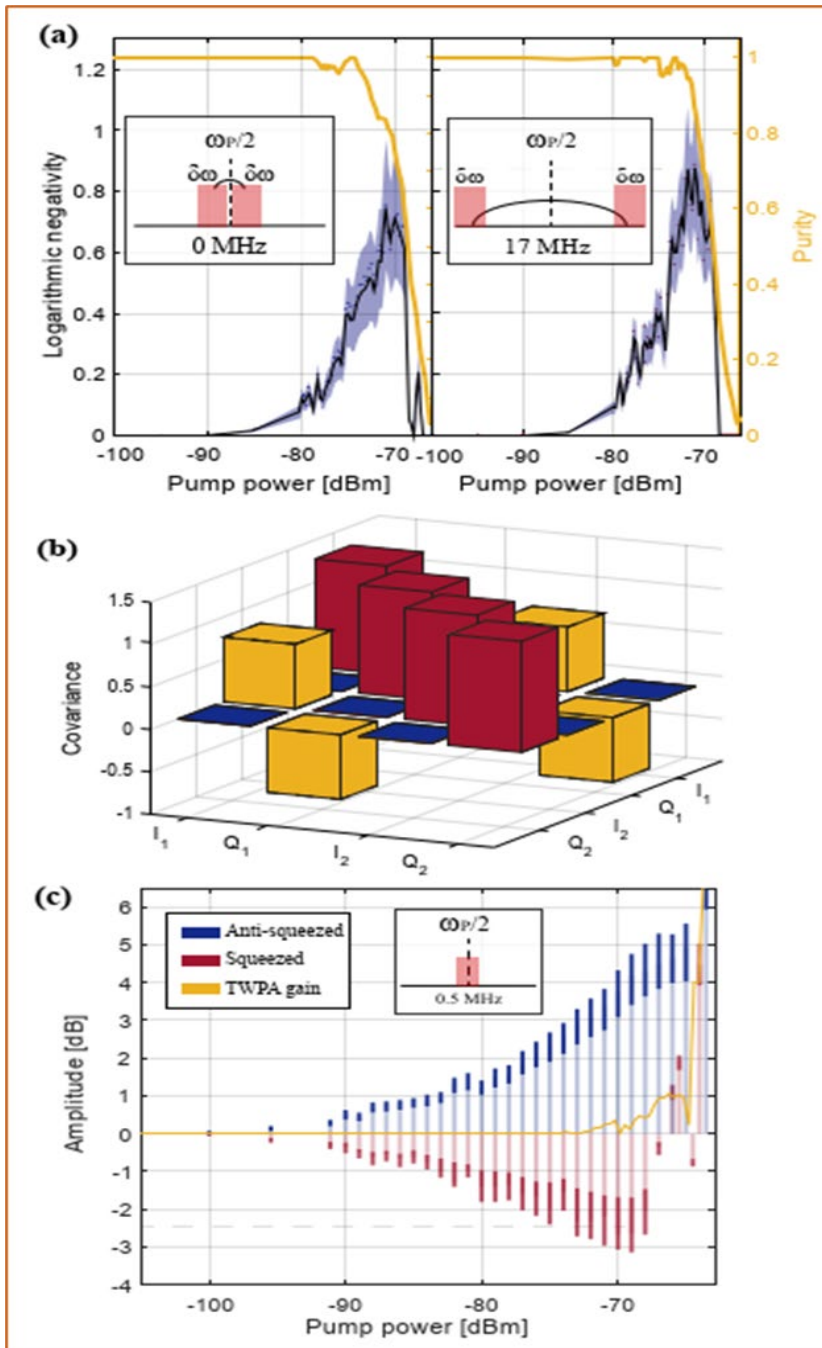 (a)
1.2
1
0.8
0.6
0.4
0.2
0
Logarithmic negativity
ωP/2
δω δω
0 MHz
ωP/2
δω δω
17 MHz
1
0.8
0.6
0.4
0.2
0
Purity
-100 -90 -80 -70 -100 -90 -80 -70
Pump power [dBm] Pump power [dBm]
(b)
1.5
1
0.5
0
-0.5
-1
Covariance
I1 Q1 I2 Q2
Q2 I2 Q1 I1
(c)
6
5
4
3
2
1
0
-1
-2
-3
-4
Amplitude [dB]
Anti-squeezed
Squeezed
TWPA gain
ωP/2
0.5 MHz
-100 -90 -80 -70
Pump power [dBm]